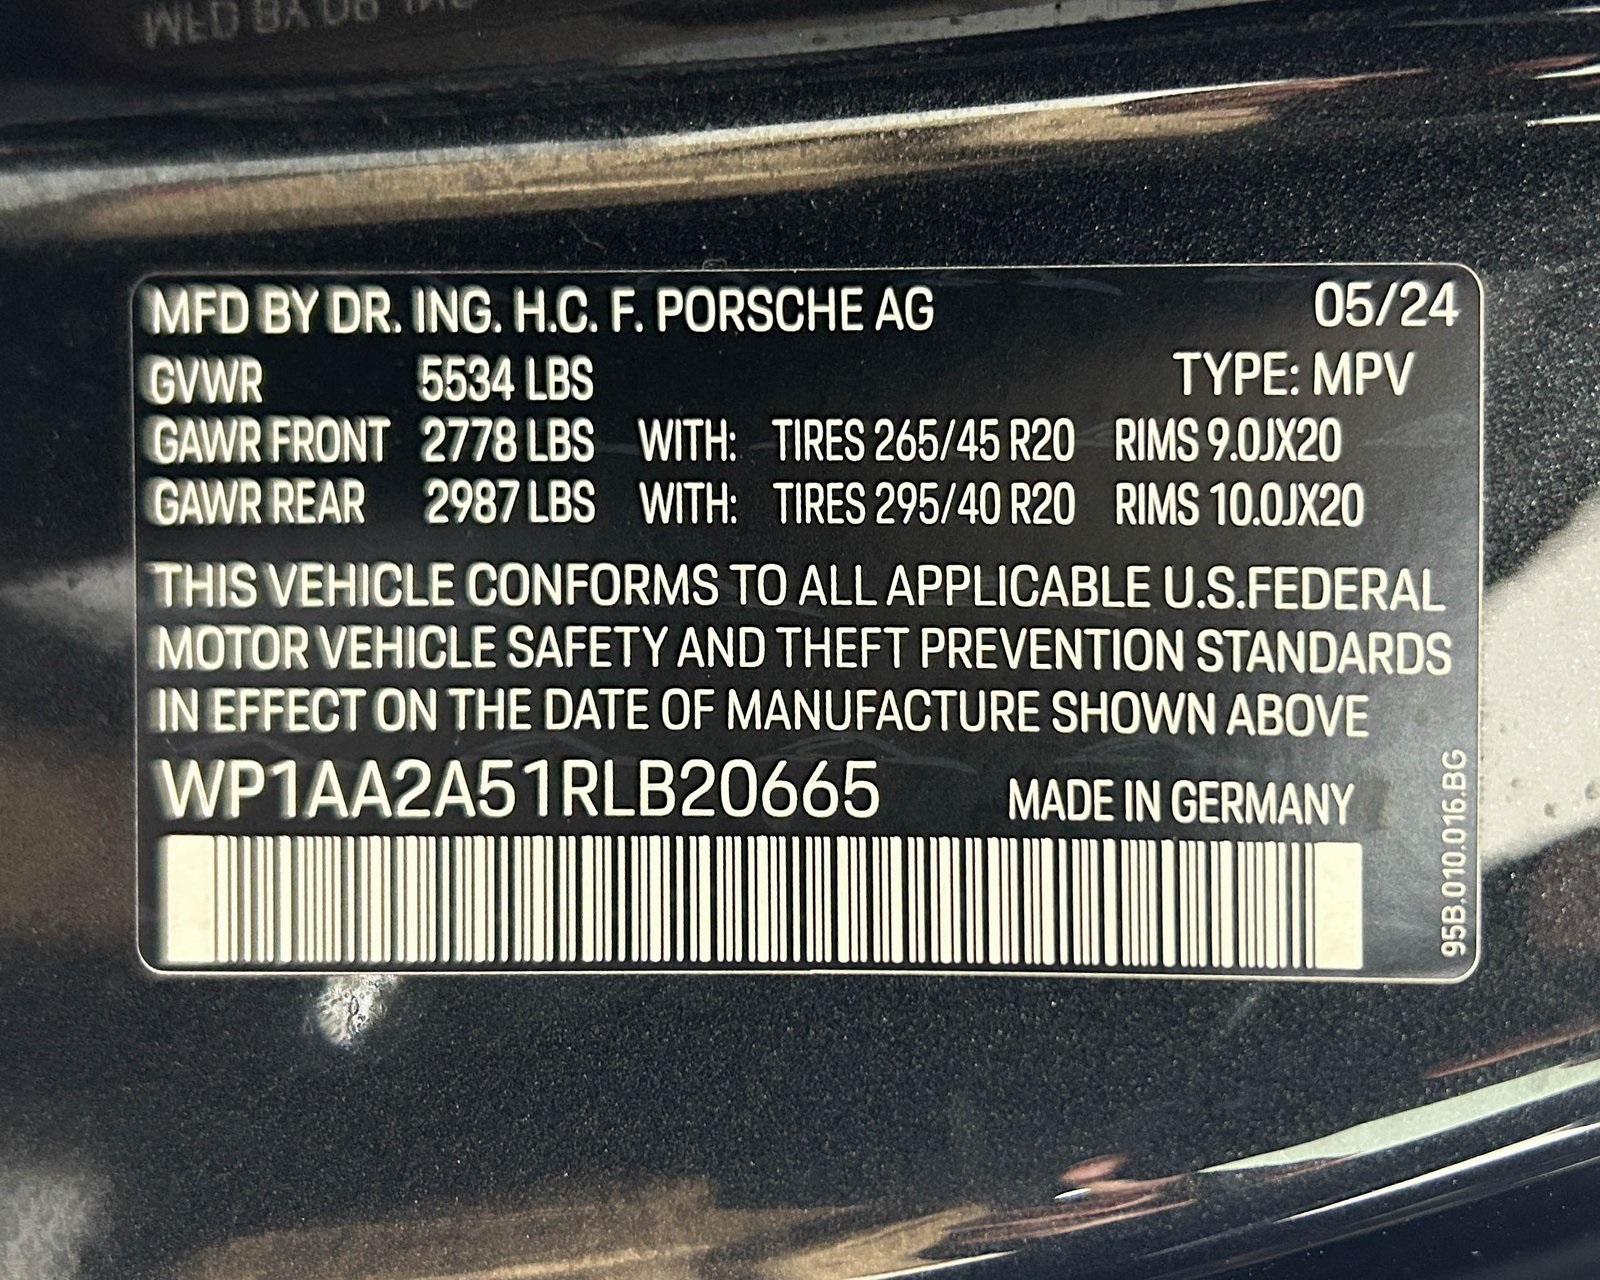 MFD BY DR. ING. H.C. F. PORSCHE AG 05/24
GVWR 5534 LBS TYPE: MPV
GAWR FRONT 2778 LBS WITH: TIRES 265/45 R20 RIMS 9.0JX20
GAWR REAR 2987 LBS WITH: TIRES 295/40 R20 RIMS 10.0JX20
THIS VEHICLE CONFORMS TO ALL APPLICABLE U.S.FEDERAL
MOTOR VEHICLE SAFETY AND THEFT PREVENTION STANDARDS
IN EFFECT ON THE DATE OF MANUFACTURE SHOWN ABOVE
WP1AA2A51RLB20665 MADE IN GERMANY
95B.010.016.BG